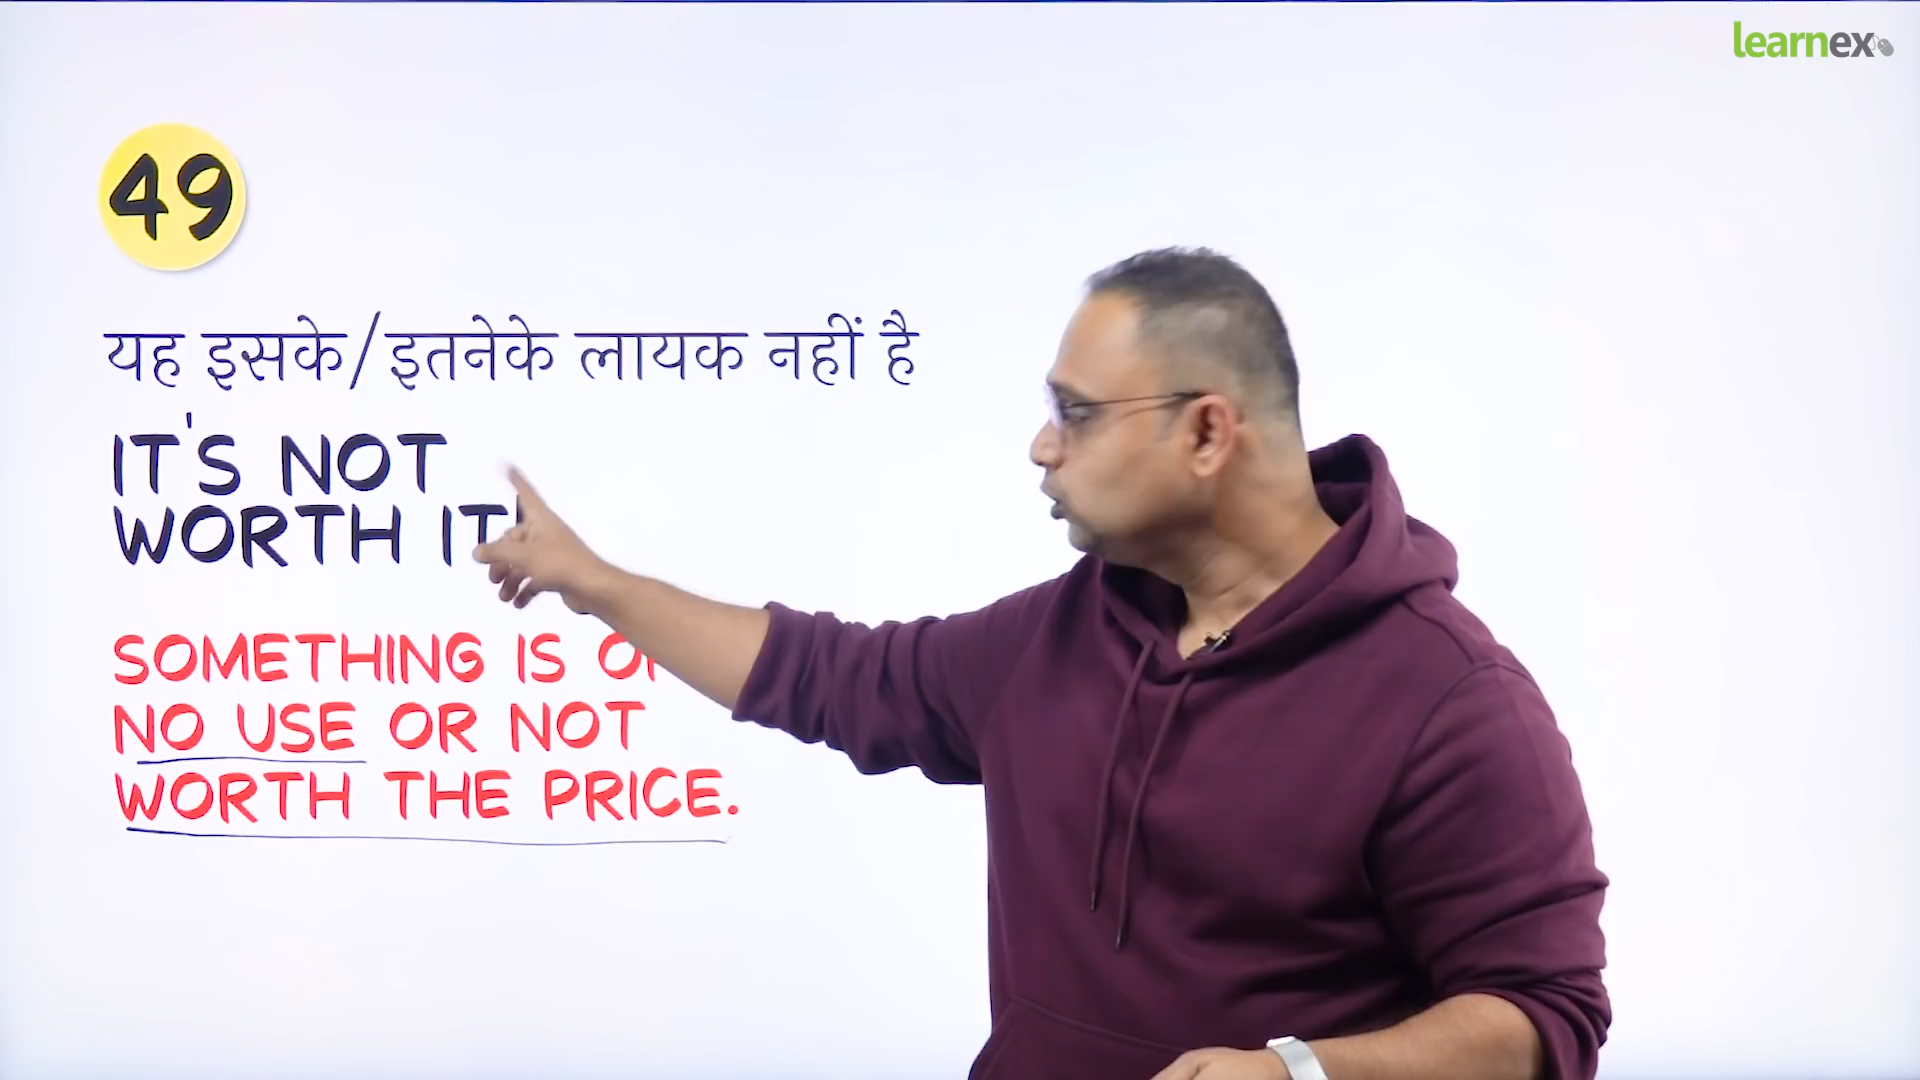 learnex
49
यह इसके/इतनेके लायक नहीं है
IT'S NOT
WORTH IT
SOMETHING IS
NO USE OR NOT
WORTH THE PRICE.